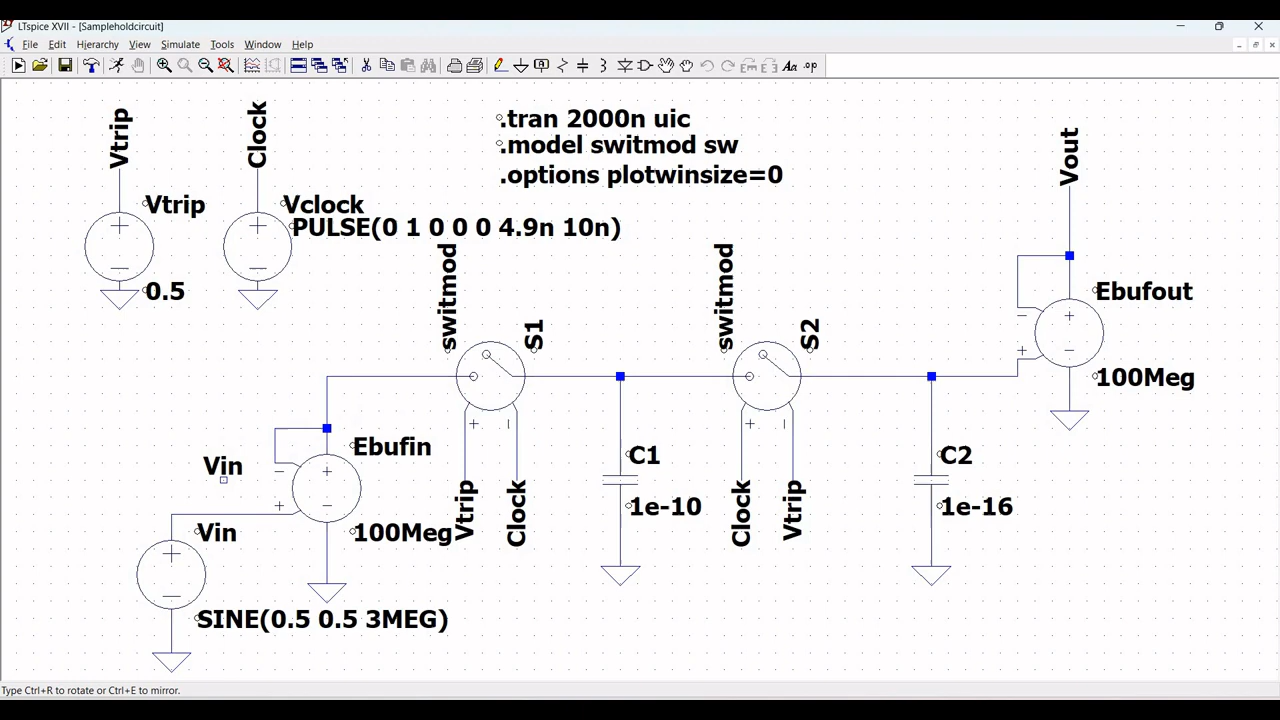 LTspice XVII - [Sampleholdcircuit]
File Edit Hierarchy View Simulate Tools Window Help
Aa .op
Vtrip
Clock
.tran 2000n uic
.model switmod sw
.options plotwinsize=0
Vout
Vtrip
Vclock
PULSE(0 1 0 0 0 4.9n 10n)
0.5
switmod
S1
switmod
S2
Ebufout
100Meg
Vin
Ebufin
Vin
100Meg
Vtrip
Clock
C1
1e-10
Clock
Vtrip
C2
1e-16
SINE(0.5 0.5 3MEG)
Type Ctrl+R to rotate or Ctrl+E to mirror.